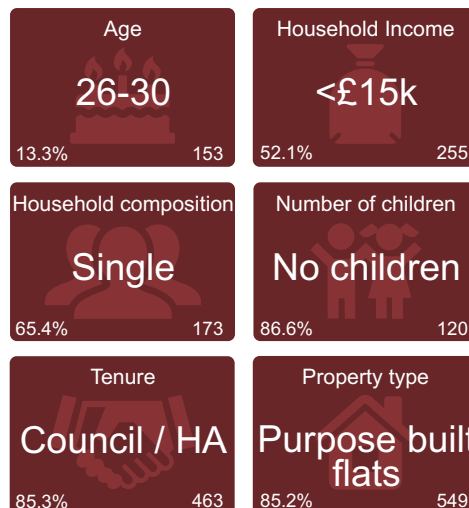 Age
26-30
13.3% 153
Household Income
<£15k
52.1% 255
Household composition
Single
65.4% 173
Number of children
No children
86.6% 120
Tenure
Council / HA
85.3% 463
Property type
Purpose built
flats
85.2% 549